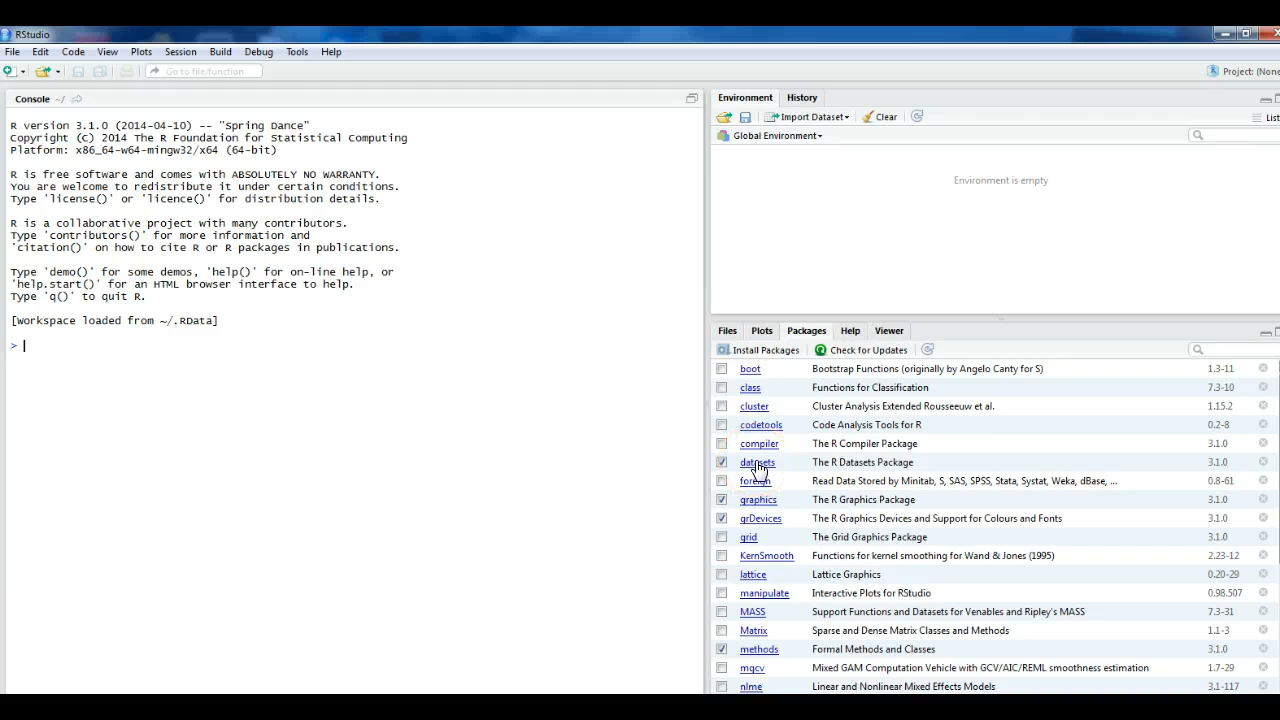 RStudio
File Edit Code View Plots Session Build Debug Tools Help
Go to file/function
Project: (None
Console ~/
R version 3.1.0 (2014-04-10) -- "Spring Dance"
Copyright (C) 2014 The R Foundation for Statistical Computing
Platform: x86_64-w64-mingw32/x64 (64-bit)
R is free software and comes with ABSOLUTELY NO WARRANTY.
You are welcome to redistribute it under certain conditions.
Type 'license()' or 'licence()' for distribution details.
R is a collaborative project with many contributors.
Type 'contributors()' for more information and
'citation()' on how to cite R or R packages in publications.
Type 'demo()' for some demos, 'help()' for on-line help, or
'help.start()' for an HTML browser interface to help.
Type 'q()' to quit R.
[Workspace loaded from ~/.RData]
>
Environment History
Import Dataset Clear List
Global Environment
Environment is empty
Files Plots Packages Help Viewer
Install Packages Check for Updates
boot Bootstrap Functions (originally by Angelo Canty for S) 1.3-11
class Functions for Classification 7.3-10
cluster Cluster Analysis Extended Rousseeuw et al. 1.15.2
codetools Code Analysis Tools for R 0.2-8
compiler The R Compiler Package 3.1.0
datasets The R Datasets Package 3.1.0
foreign Read Data Stored by Minitab, S, SAS, SPSS, Stata, Systat, Weka, dBase, ... 0.8-61
graphics The R Graphics Package 3.1.0
grDevices The R Graphics Devices and Support for Colours and Fonts 3.1.0
grid The Grid Graphics Package 3.1.0
KernSmooth Functions for kernel smoothing for Wand & Jones (1995) 2.23-12
lattice Lattice Graphics 0.20-29
manipulate Interactive Plots for RStudio 0.98.507
MASS Support Functions and Datasets for Venables and Ripley's MASS 7.3-31
Matrix Sparse and Dense Matrix Classes and Methods 1.1-3
methods Formal Methods and Classes 3.1.0
mgcv Mixed GAM Computation Vehicle with GCV/AIC/REML smoothness estimation 1.7-29
nlme Linear and Nonlinear Mixed Effects Models 3.1-117